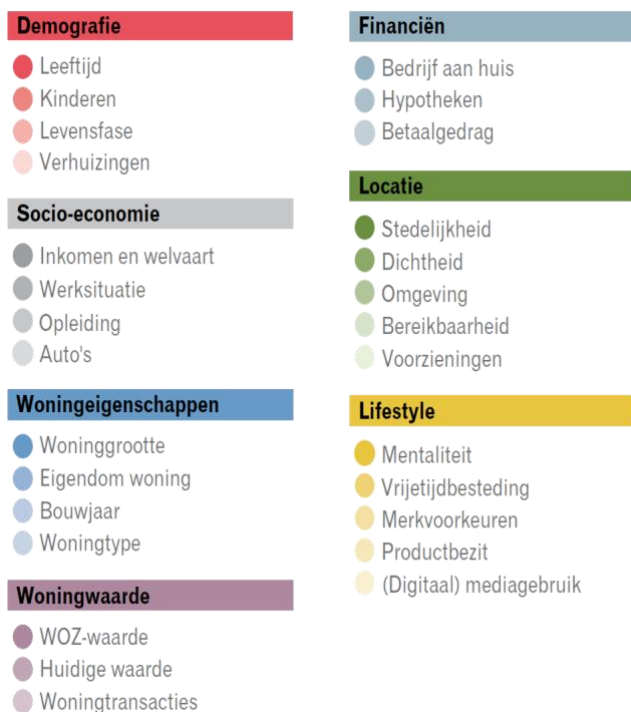 Demografie
Leeftijd
Kinderen
Levensfase
Verhuizingen
Socio-economie
Inkomen en welvaart
Werksituatie
Opleiding
Auto's
Woningeigenschappen
Woninggrootte
Eigendom woning
Bouwjaar
Woningtype
Woningwaarde
WOZ-waarde
Huidige waarde
Woningtransacties
Financiën
Bedrijf aan huis
Hypotheken
Betaalgedrag
Locatie
Stedelijkheid
Dichtheid
Omgeving
Bereikbaarheid
Voorzieningen
Lifestyle
Mentaliteit
Vrijetijdbesteding
Merkvoorkeuren
Productbezit
(Digitaal) mediagebruik